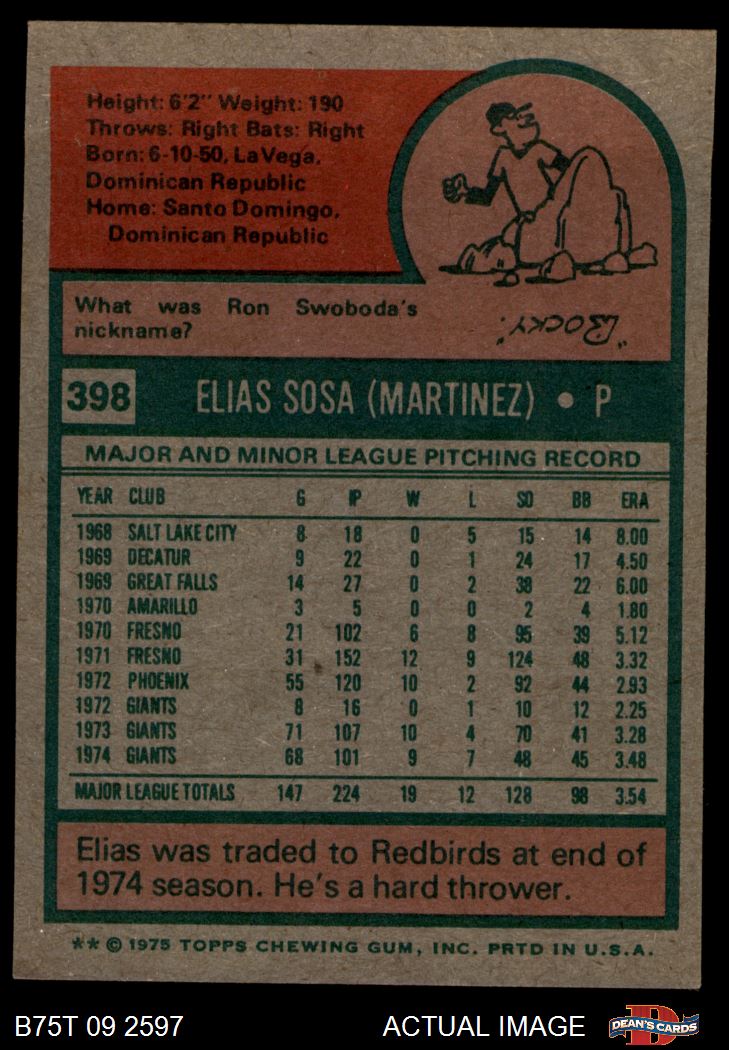 Height: 6'2" Weight: 190
Throws: Right Bats: Right
Born: 6-10-50, LaVega,
Dominican Republic
Home: Santo Domingo,
Dominican Republic
What was Ron Swoboda's
nickname?
"Rocky".
398 ELIAS SOSA (MARTINEZ) • P
MAJOR AND MINOR LEAGUE PITCHING RECORD
YEAR CLUB G IP W L SO BB ERA
1968 SALT LAKE CITY 8 18 0 5 15 14 8.00
1969 DECATUR 9 22 0 1 24 17 4.50
1969 GREAT FALLS 14 27 0 2 38 22 6.00
1970 AMARILLO 3 5 0 0 2 4 1.80
1970 FRESNO 21 102 6 8 95 39 5.12
1971 FRESNO 31 152 12 9 124 48 3.32
1972 PHOENIX 55 120 10 2 92 44 2.93
1972 GIANTS 8 16 0 1 10 12 2.25
1973 GIANTS 71 107 10 4 70 41 3.28
1974 GIANTS 68 101 9 7 48 45 3.48
MAJOR LEAGUE TOTALS 147 224 19 12 128 98 3.54
Elias was traded to Redbirds at end of
1974 season. He's a hard thrower.
** © 1975 TOPPS CHEWING GUM, INC. PRTD IN U.S.A.
B75T 09 2597 ACTUAL IMAGE D DEAN'S CARDS